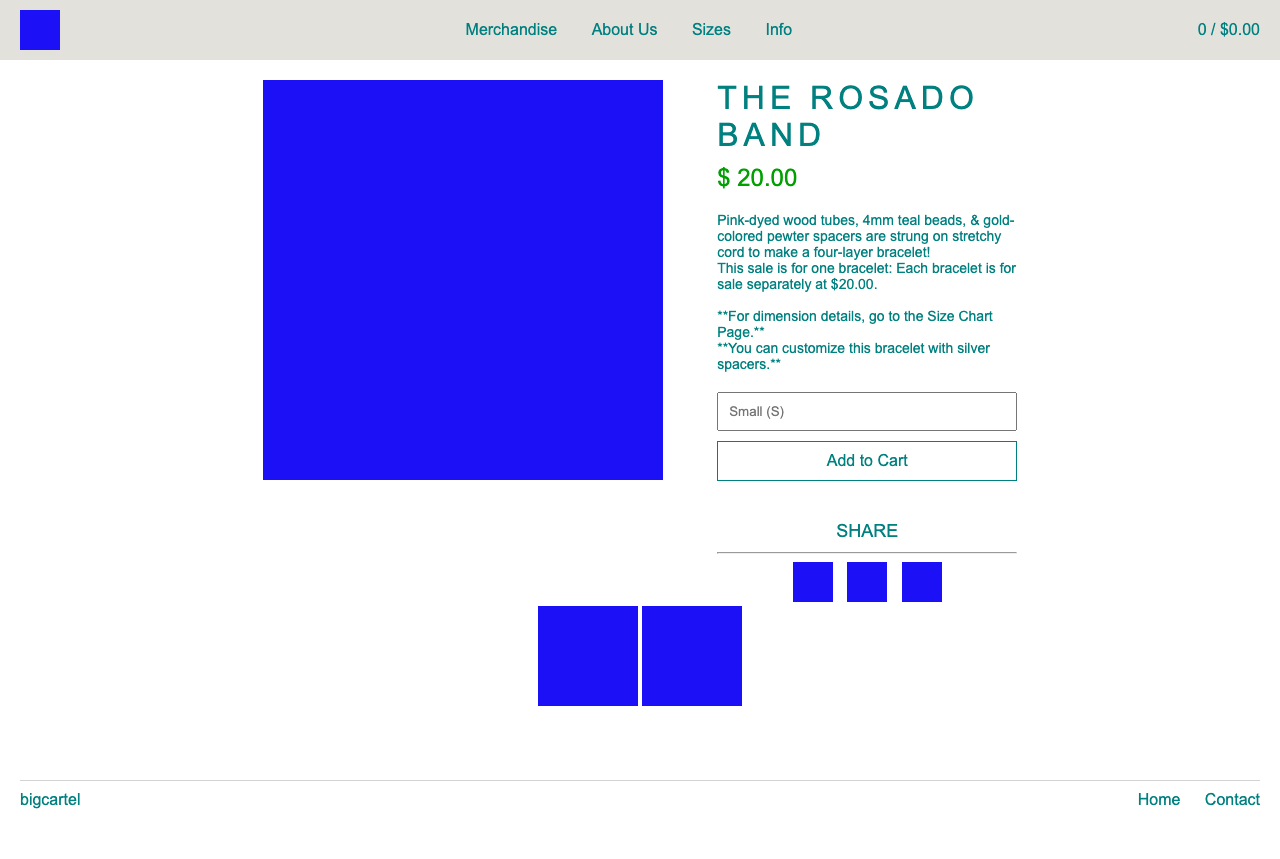 Merchandise About Us Sizes Info 0 / $0.00
THE ROSADO
BAND
$ 20.00
Pink-dyed wood tubes, 4mm teal beads, & gold-
colored pewter spacers are strung on stretchy
cord to make a four-layer bracelet!
This sale is for one bracelet: Each bracelet is for
sale separately at $20.00.
**For dimension details, go to the Size Chart
Page.**
**You can customize this bracelet with silver
spacers.**
Small (S)
Add to Cart
SHARE
bigcartel Home Contact